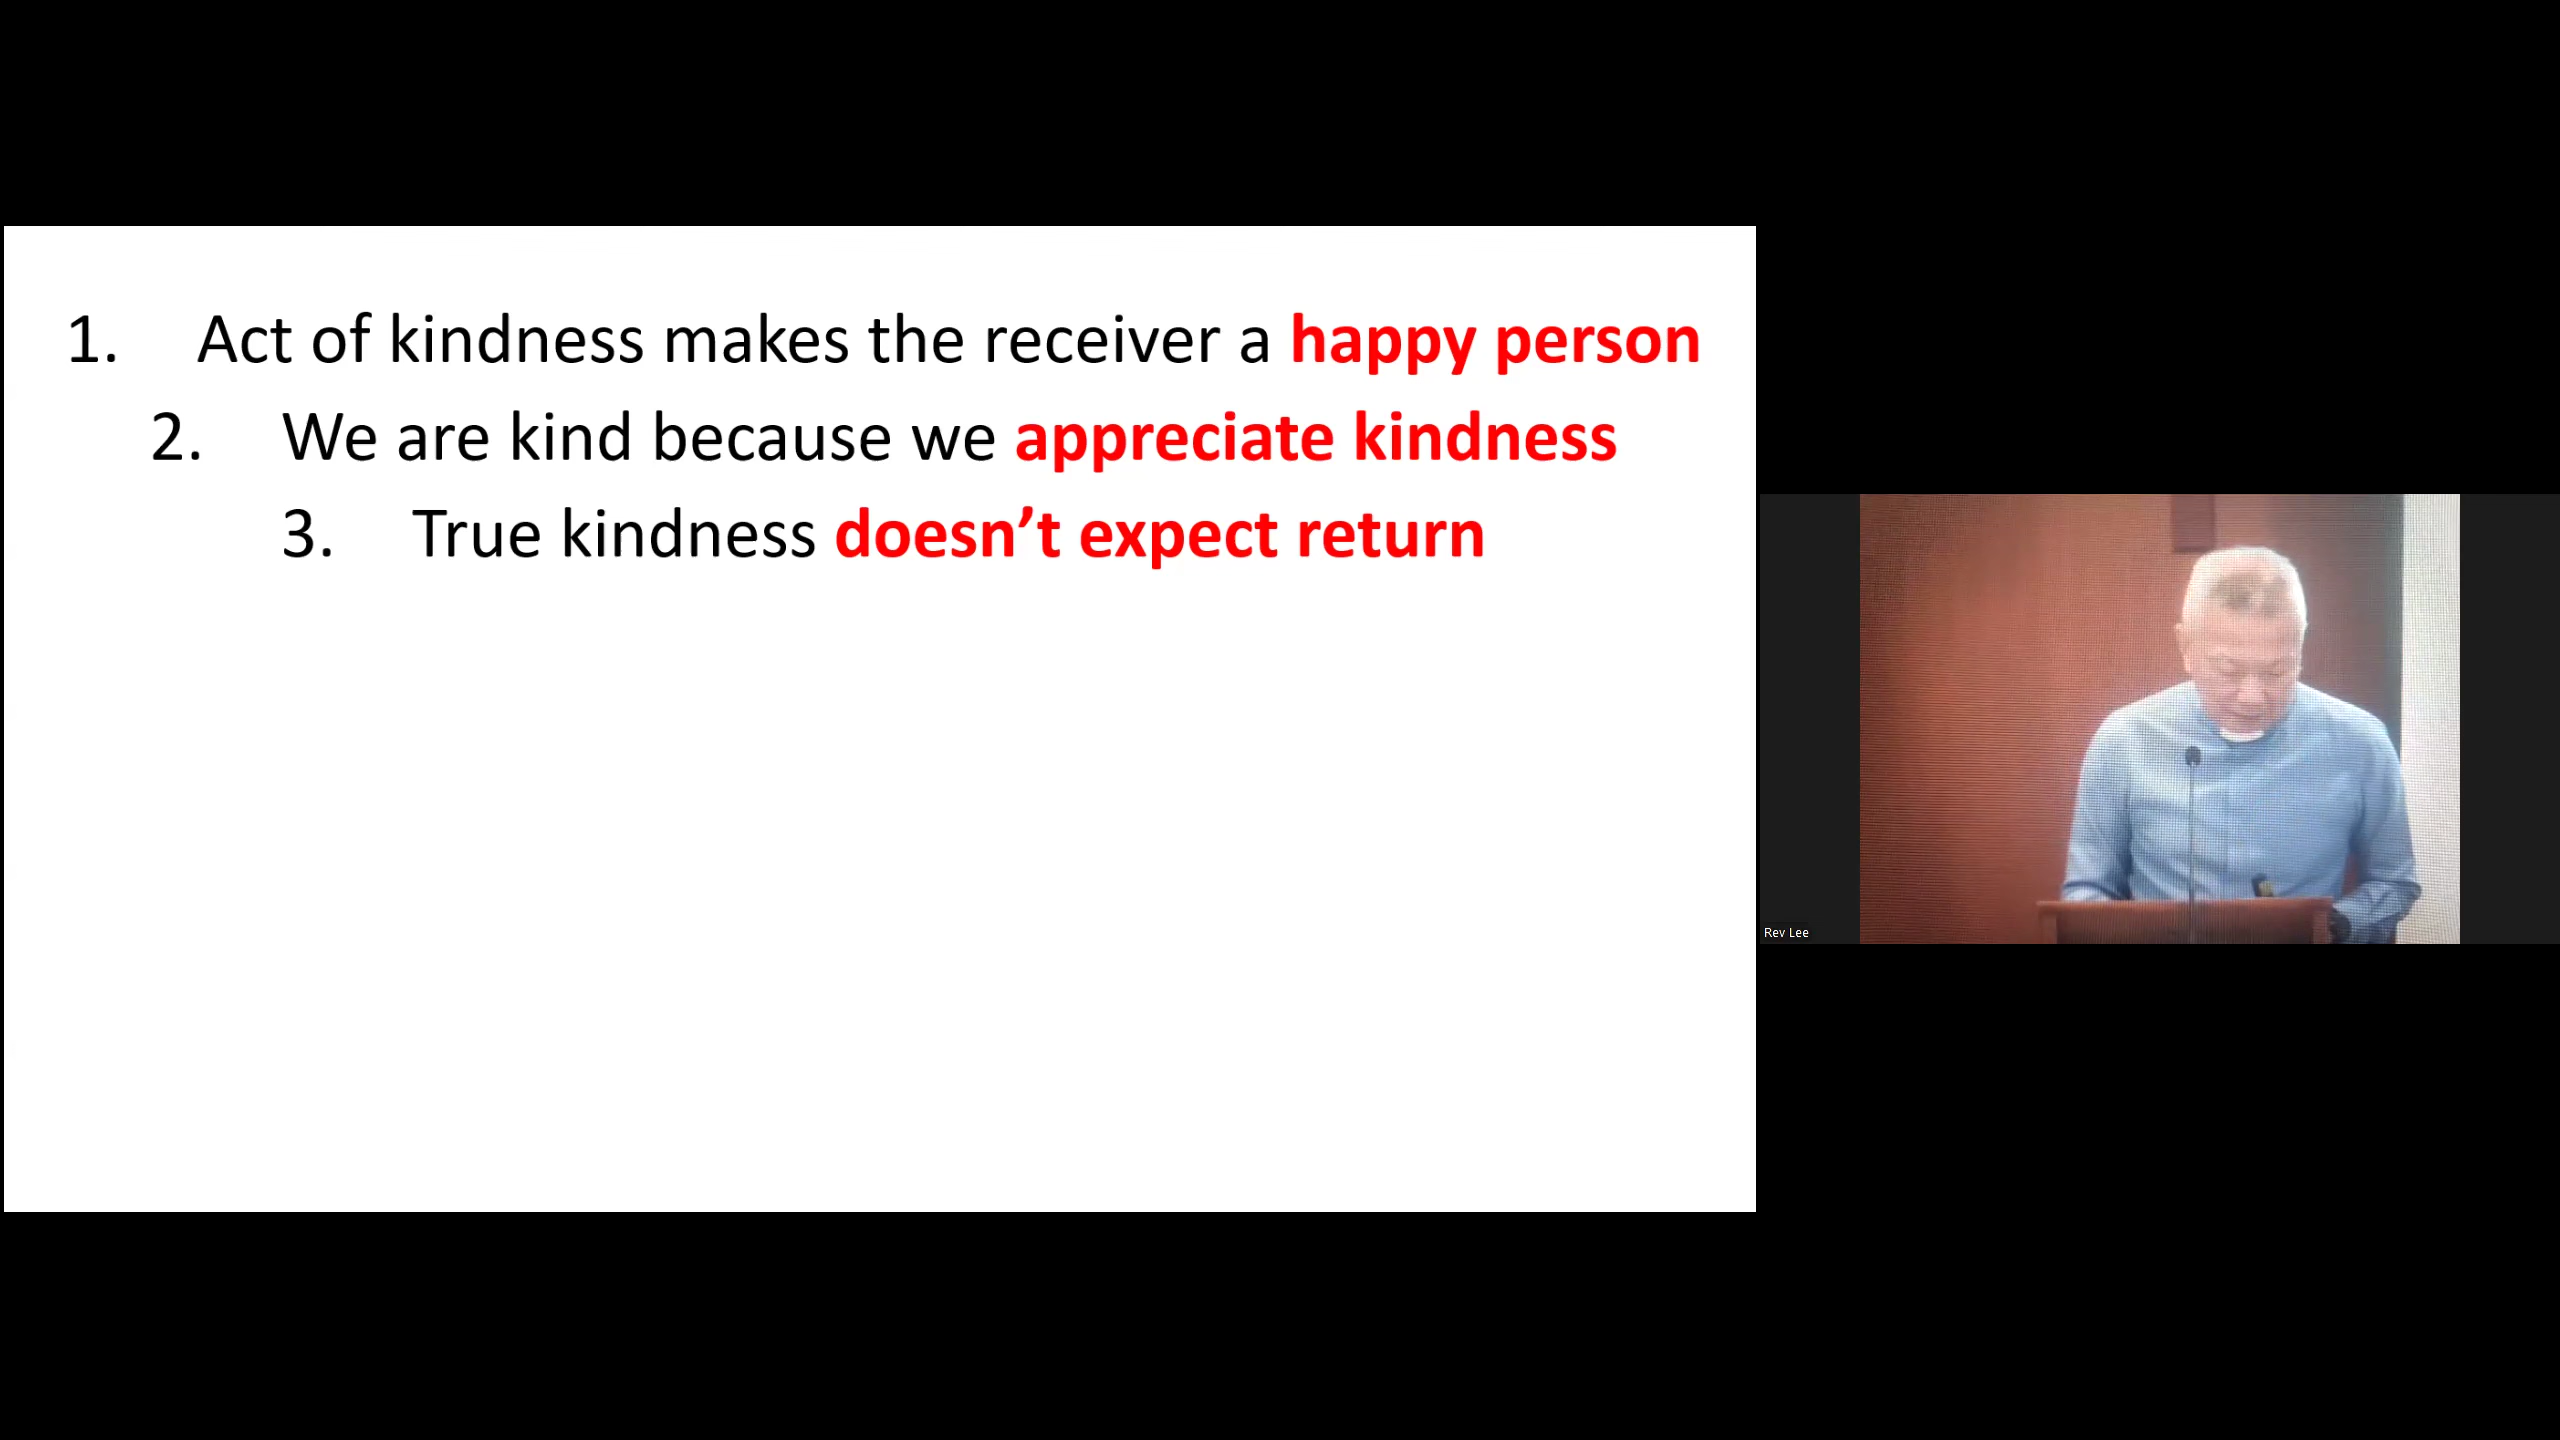 1. Act of kindness makes the receiver a happy person
2. We are kind because we appreciate kindness
3. True kindness doesn’t expect return
Rev Lee